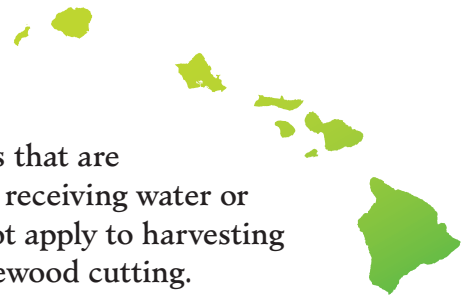 s that are
receiving water or
ot apply to harvesting
ewood cutting.